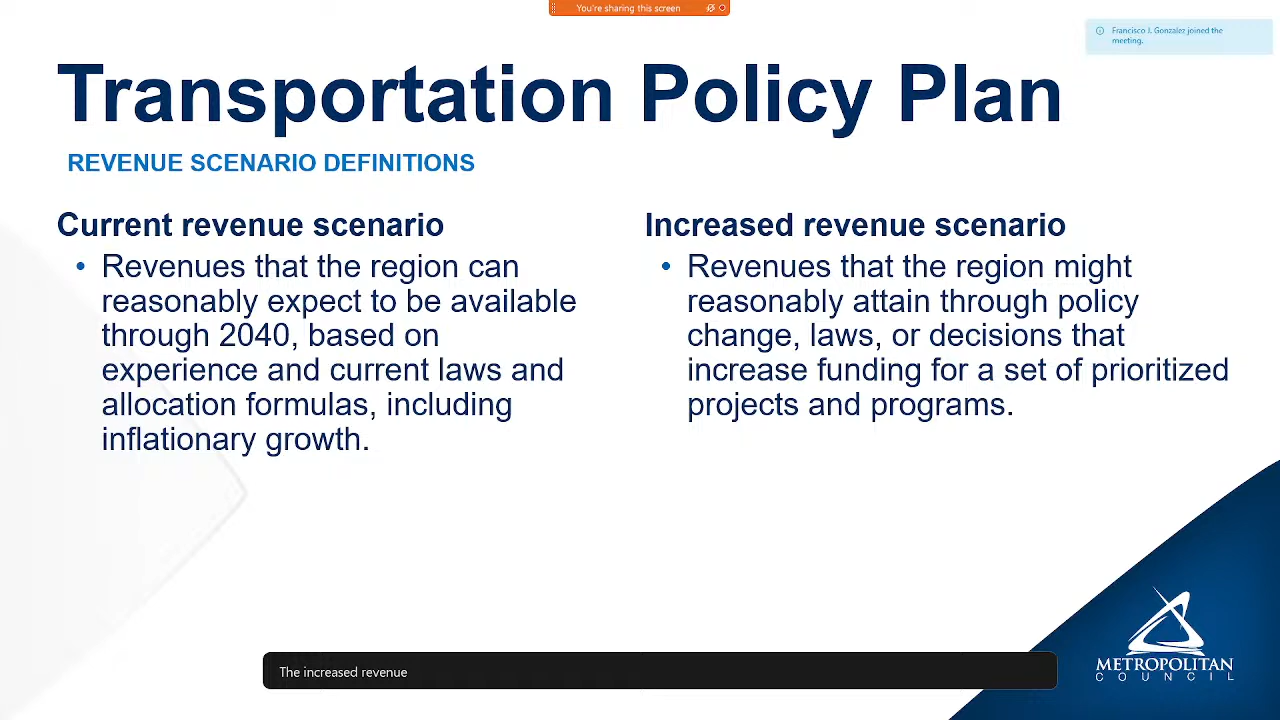 You're sharing this screen
Francisco J. Gonzalez joined the
meeting.
Transportation Policy Plan
REVENUE SCENARIO DEFINITIONS
Current revenue scenario
• Revenues that the region can
reasonably expect to be available
through 2040, based on
experience and current laws and
allocation formulas, including
inflationary growth.
Increased revenue scenario
• Revenues that the region might
reasonably attain through policy
change, laws, or decisions that
increase funding for a set of prioritized
projects and programs.
The increased revenue
METROPOLITAN
COUNCIL